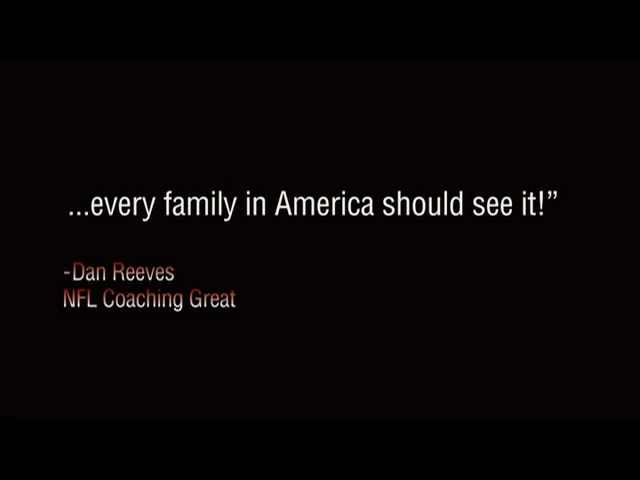 ...every family in America should see it!”
-Dan Reeves
NFL Coaching Great